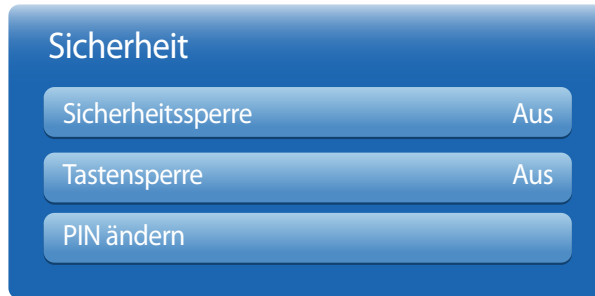 Sicherheit
Sicherheitssperre Aus
Tastensperre Aus
PIN ändern